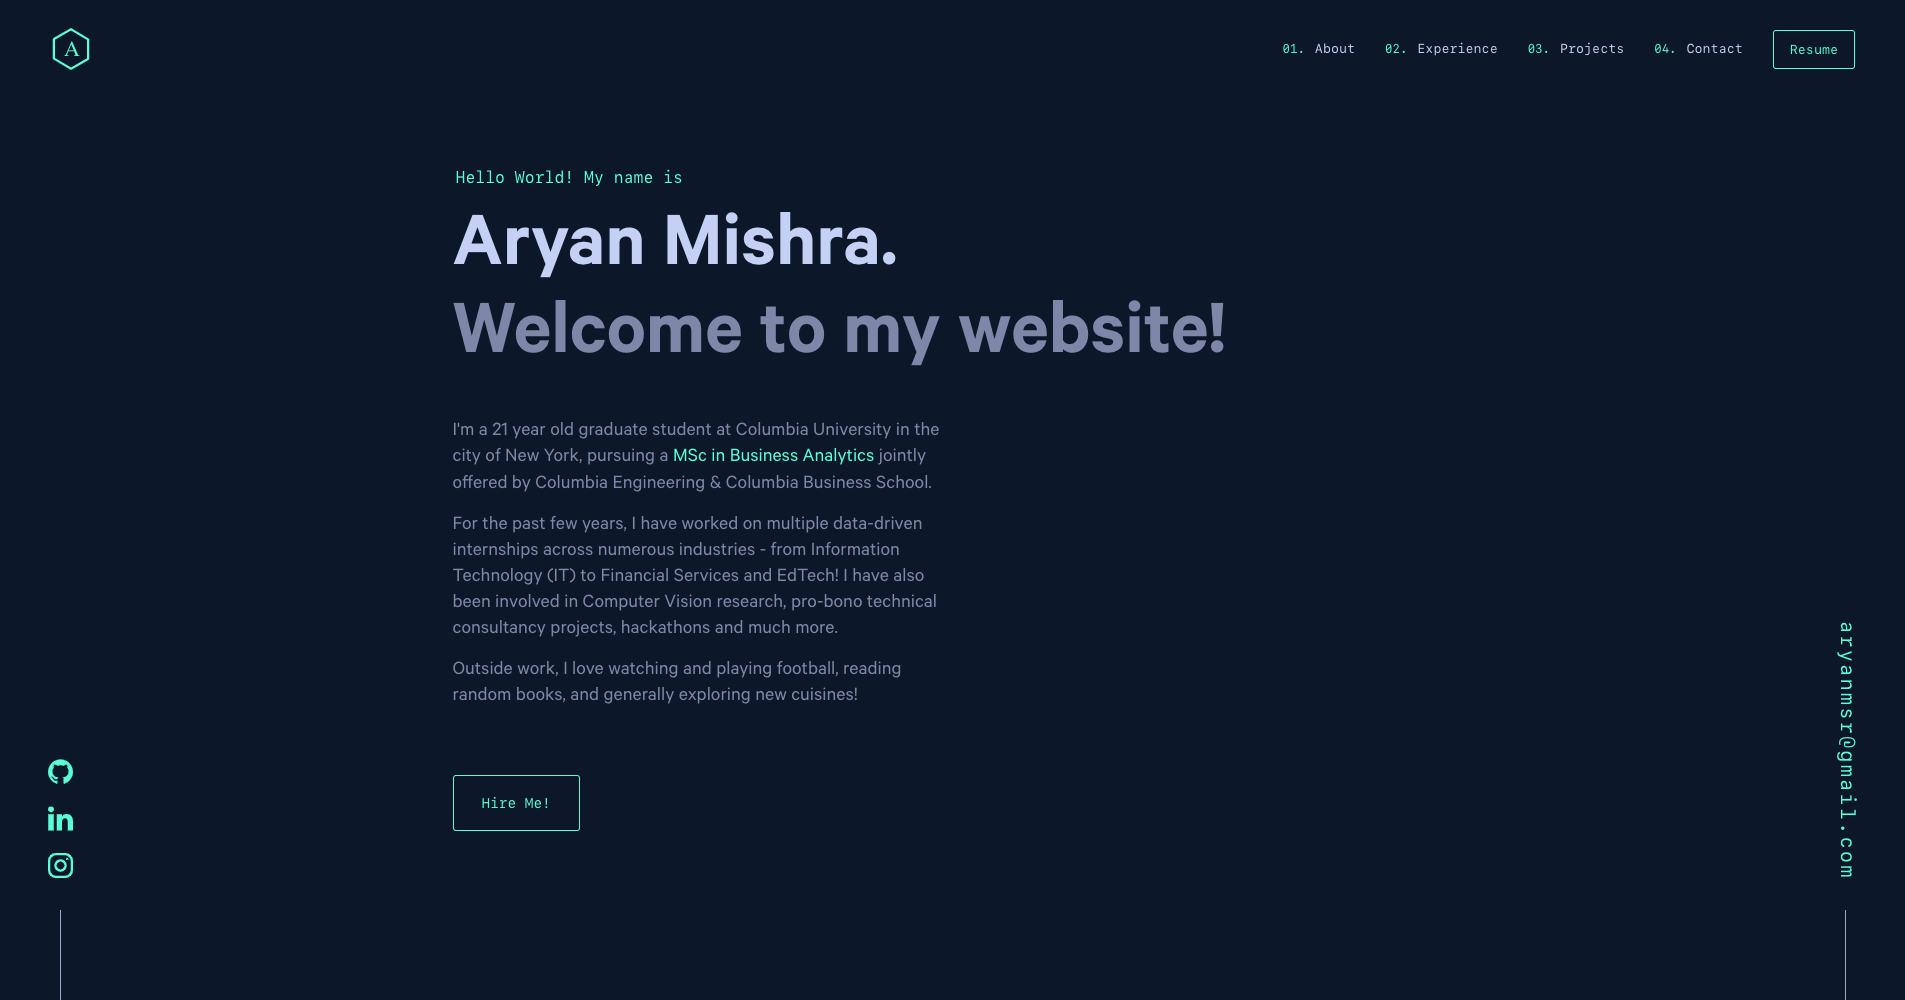 A
01. About 02. Experience 03. Projects 04. Contact Resume
Hello World! My name is
Aryan Mishra.
Welcome to my website!
I'm a 21 year old graduate student at Columbia University in the
city of New York, pursuing a MSc in Business Analytics jointly
offered by Columbia Engineering & Columbia Business School.
For the past few years, I have worked on multiple data-driven
internships across numerous industries - from Information
Technology (IT) to Financial Services and EdTech! I have also
been involved in Computer Vision research, pro-bono technical
consultancy projects, hackathons and much more.
Outside work, I love watching and playing football, reading
random books, and generally exploring new cuisines!
Hire Me!
in
aryanmsr@gmail.com